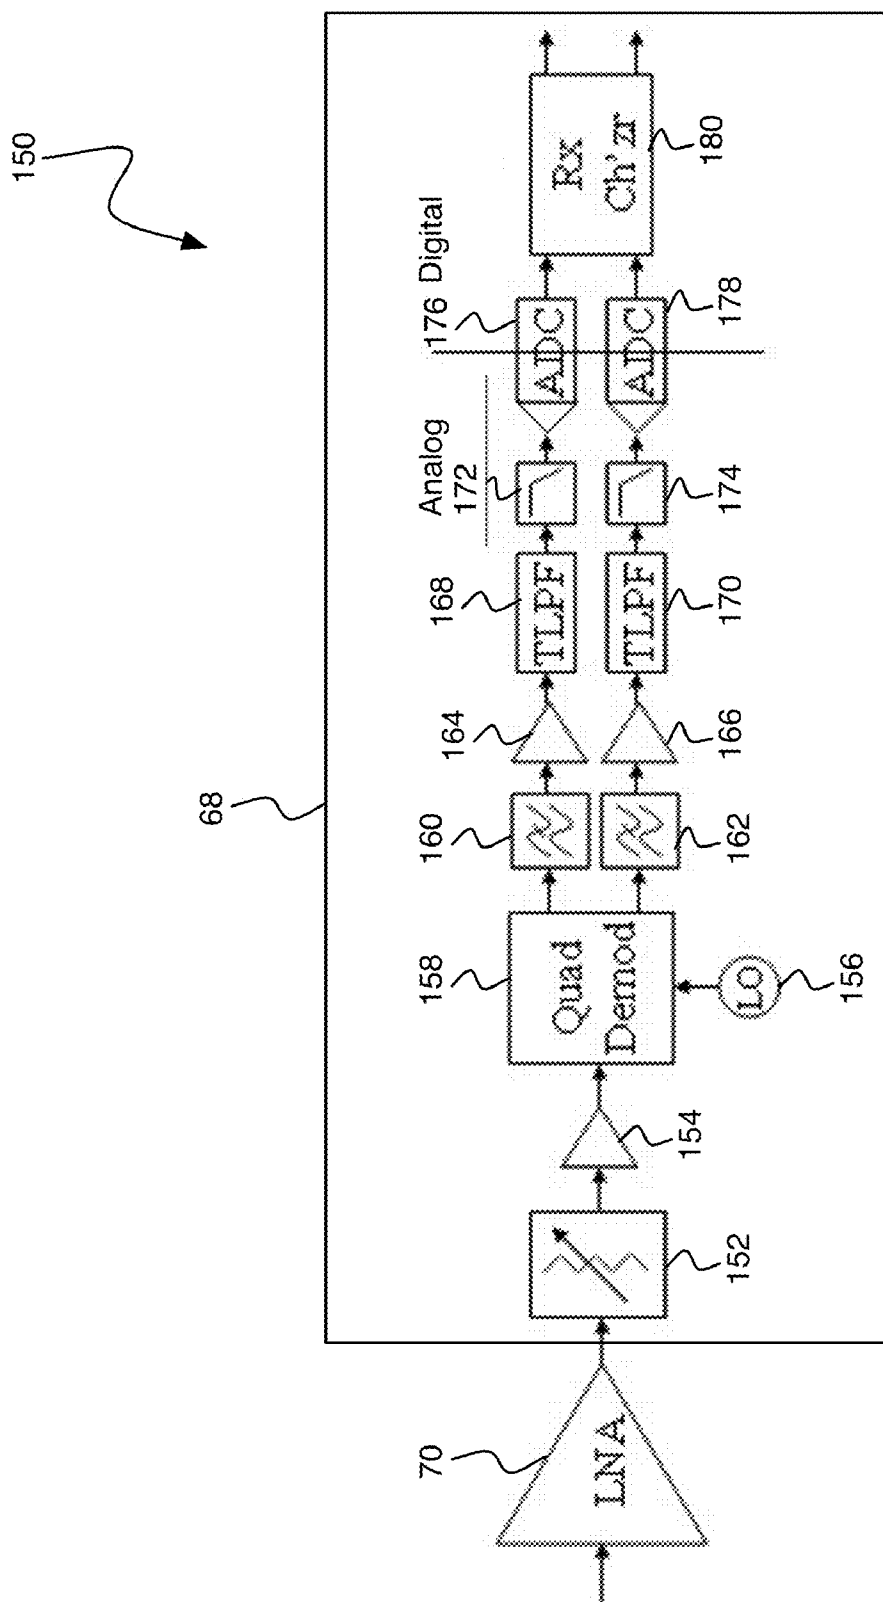 150
68
70
LNA
152
154
Quad
Demod
158
LO
156
160
162
164
166
TLPF
168
TLPF
170
Analog
172
174
176 Digital
ADC
ADC
178
Rx
Ch'zr
180